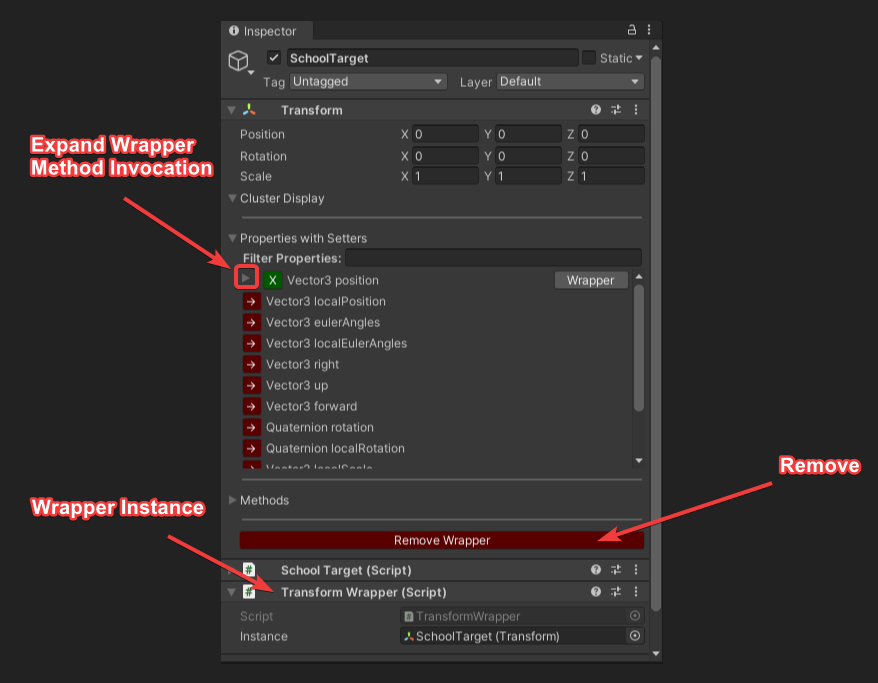 Inspector
SchoolTarget
Static
Tag Untagged Layer Default
Transform
Position X 0 Y 0 Z 0
Expand Wrapper
Method Invocation
Rotation X 0 Y 0 Z 0
Scale X 1 Y 1 Z 1
Cluster Display
Properties with Setters
Filter Properties:
X Vector3 position Wrapper
Vector3 localPosition
Vector3 eulerAngles
Vector3 localEulerAngles
Vector3 right
Vector3 up
Vector3 forward
Quaternion rotation
Quaternion localRotation
Vector3 localScale
Remove
Methods
Wrapper Instance
Remove Wrapper
# School Target (Script)
# Transform Wrapper (Script)
Script # TransformWrapper
Instance SchoolTarget (Transform)